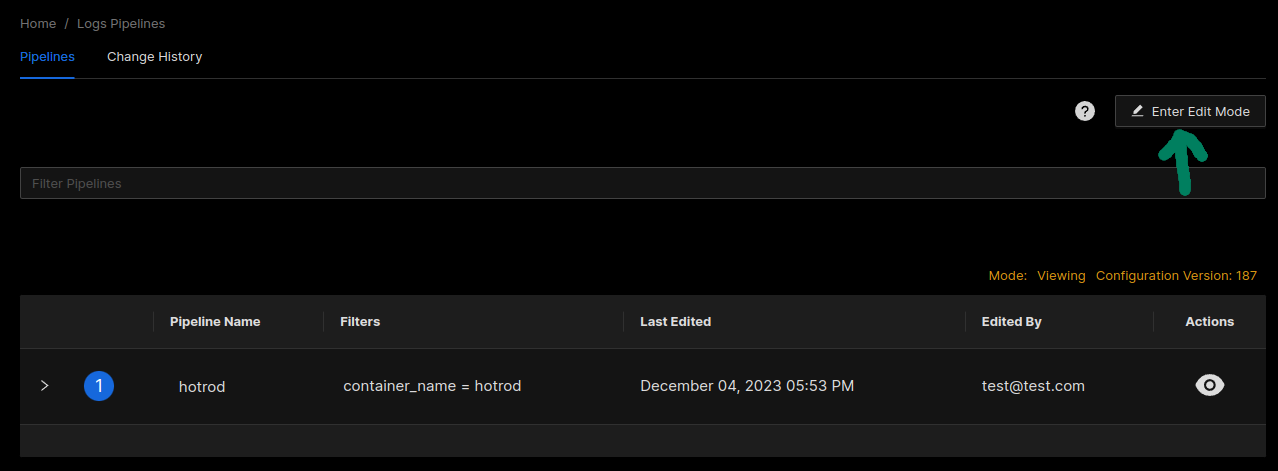 Home / Logs Pipelines
Pipelines Change History
? Enter Edit Mode
Filter Pipelines
Mode: Viewing Configuration Version: 187
Pipeline Name Filters Last Edited Edited By Actions
1 hotrod container_name = hotrod December 04, 2023 05:53 PM test@test.com